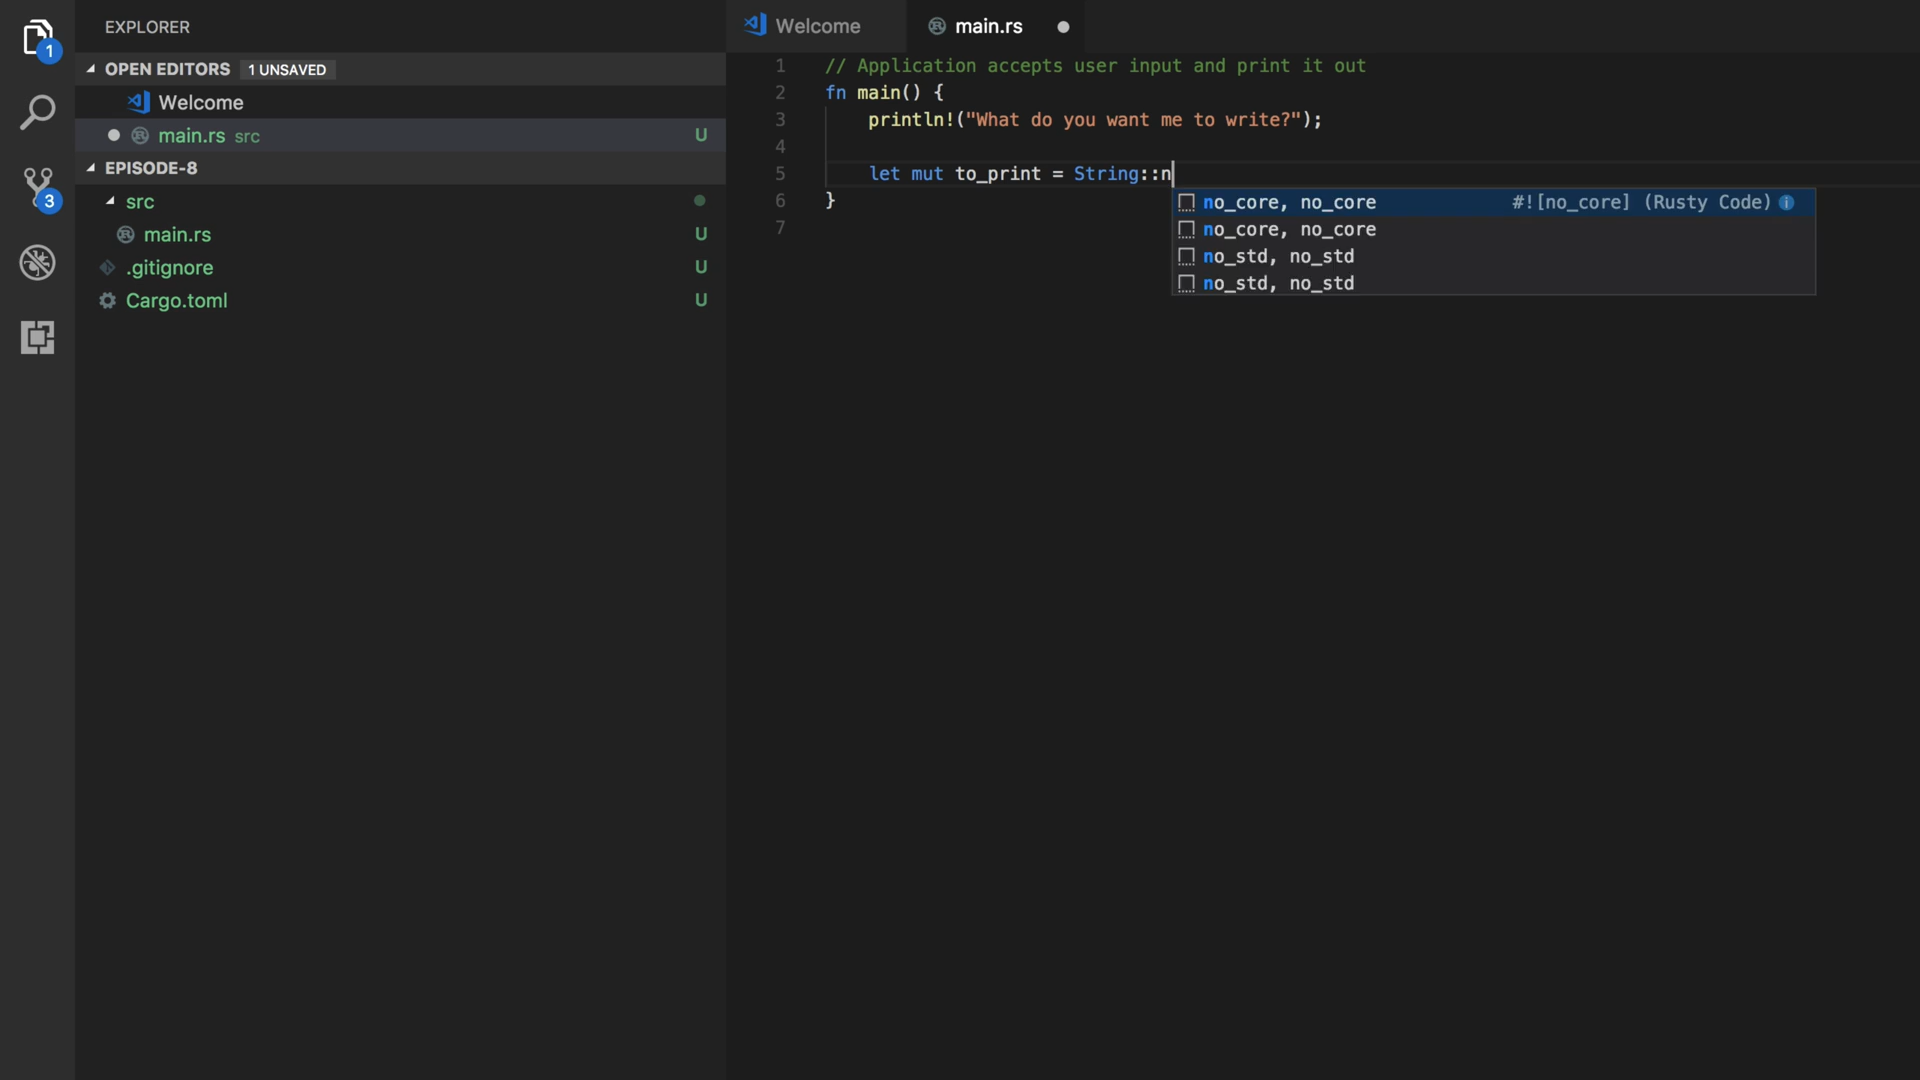 EXPLORER
1
OPEN EDITORS 1 UNSAVED
Welcome
main.rs src U
EPISODE-8
src
main.rs U
.gitignore U
Cargo.toml U
3
Welcome main.rs
1 // Application accepts user input and print it out
2 fn main() {
3 println!("What do you want me to write?");
4
5 let mut to_print = String::n
6 }
7
no_core, no_core #![no_core] (Rusty Code)
no_core, no_core
no_std, no_std
no_std, no_std